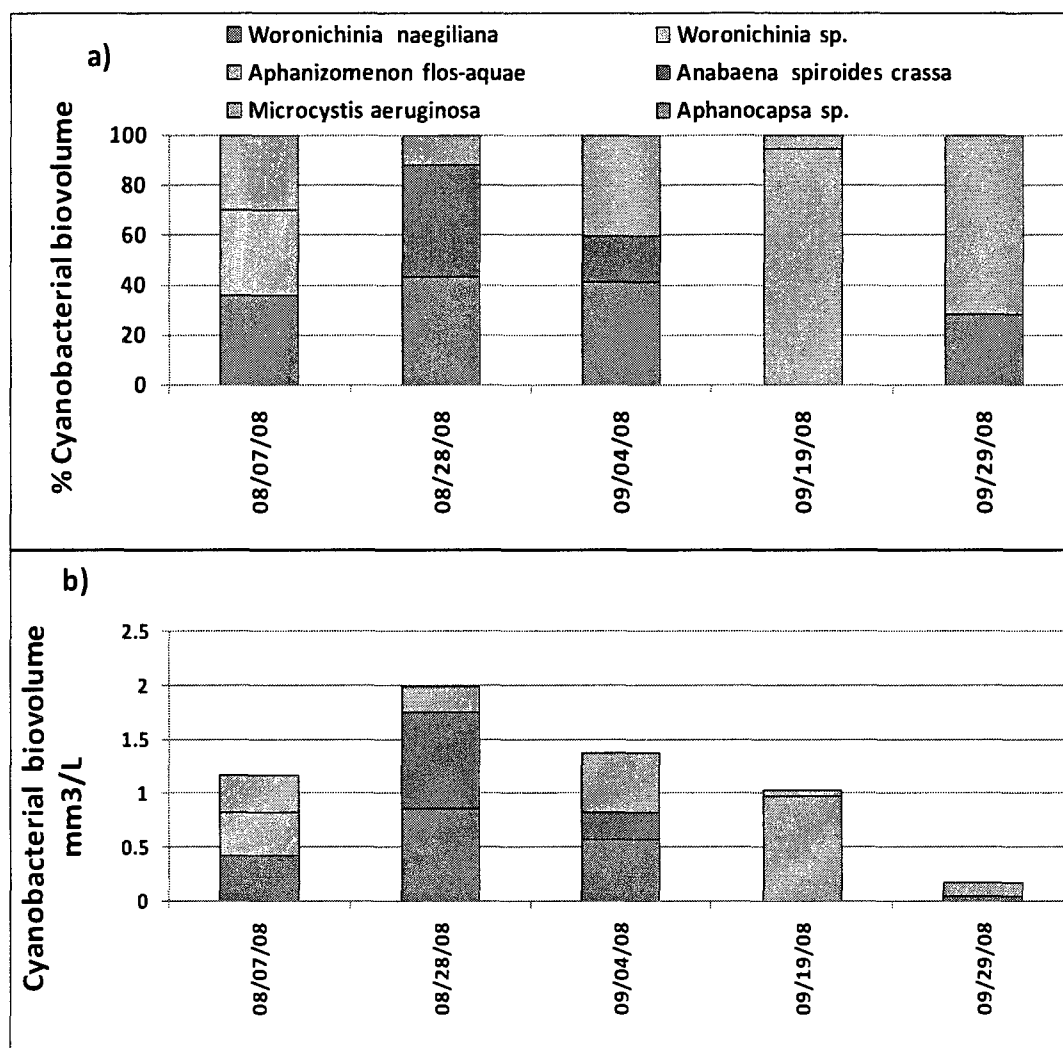 a)
Woronichinia naegiliana
Woronichinia sp.
Aphanizomenon flos-aquae
Anabaena spiroides crassa
Microcystis aeruginosa
Aphanocapsa sp.
% Cyanobacterial biovolume
100
80
60
40
20
0
08/07/08
08/28/08
09/04/08
09/19/08
09/29/08
b)
Cyanobacterial biovolume
mm3/L
2.5
2
1.5
1
0.5
0
08/07/08
08/28/08
09/04/08
09/19/08
09/29/08